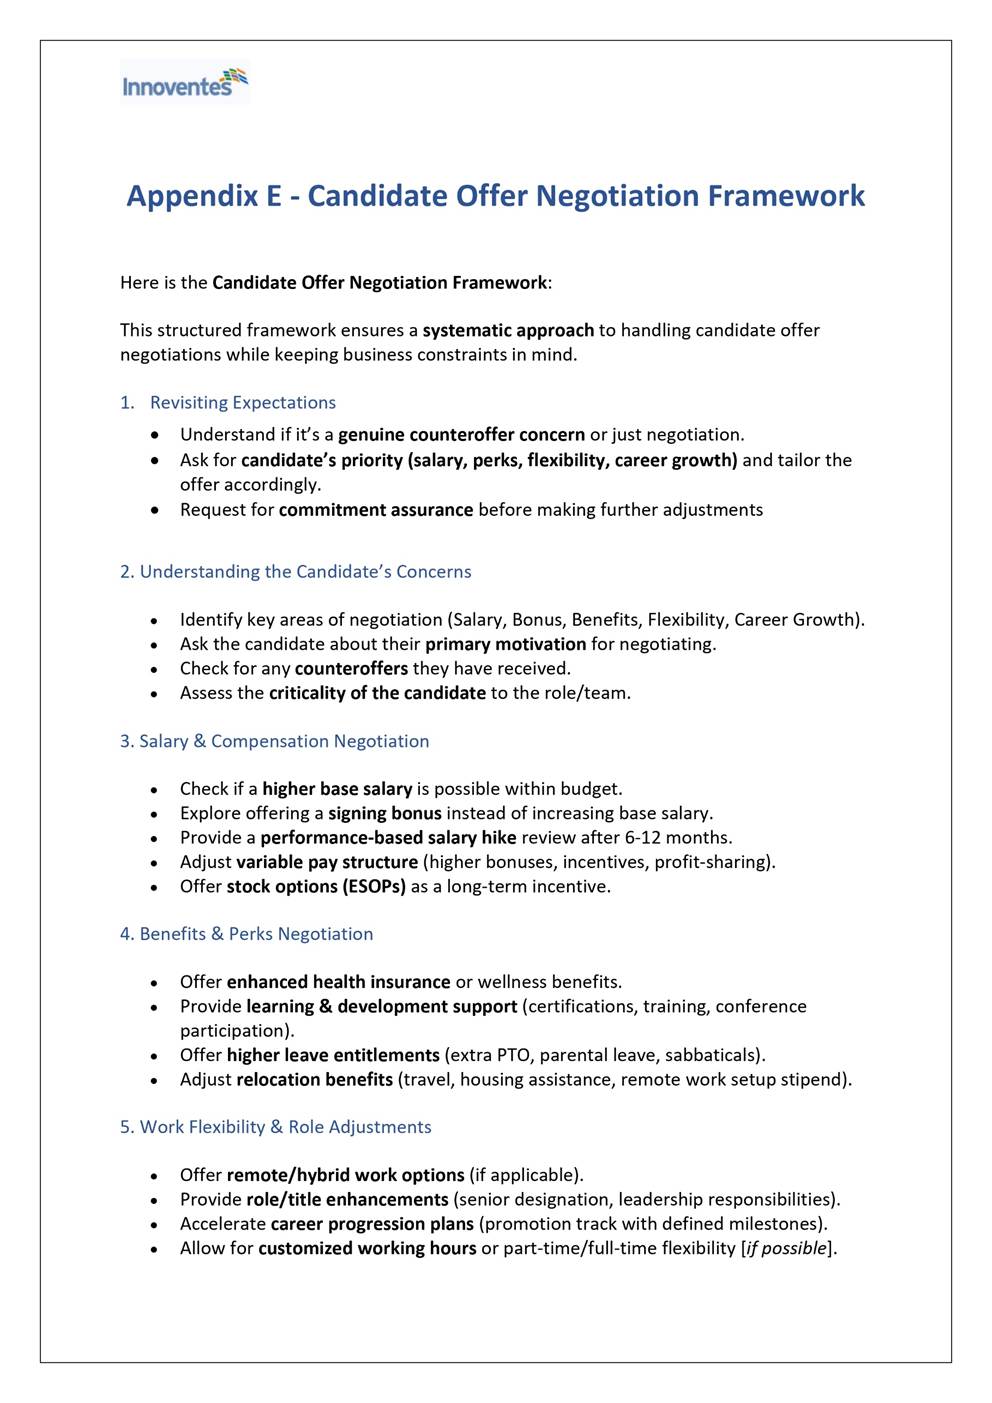 Innoventes
Appendix E - Candidate Offer Negotiation Framework
Here is the Candidate Offer Negotiation Framework:
This structured framework ensures a systematic approach to handling candidate offer
negotiations while keeping business constraints in mind.
1. Revisiting Expectations
• Understand if it’s a genuine counteroffer concern or just negotiation.
• Ask for candidate’s priority (salary, perks, flexibility, career growth) and tailor the
offer accordingly.
• Request for commitment assurance before making further adjustments
2. Understanding the Candidate’s Concerns
• Identify key areas of negotiation (Salary, Bonus, Benefits, Flexibility, Career Growth).
• Ask the candidate about their primary motivation for negotiating.
• Check for any counteroffers they have received.
• Assess the criticality of the candidate to the role/team.
3. Salary & Compensation Negotiation
• Check if a higher base salary is possible within budget.
• Explore offering a signing bonus instead of increasing base salary.
• Provide a performance-based salary hike review after 6-12 months.
• Adjust variable pay structure (higher bonuses, incentives, profit-sharing).
• Offer stock options (ESOPs) as a long-term incentive.
4. Benefits & Perks Negotiation
• Offer enhanced health insurance or wellness benefits.
• Provide learning & development support (certifications, training, conference
participation).
• Offer higher leave entitlements (extra PTO, parental leave, sabbaticals).
• Adjust relocation benefits (travel, housing assistance, remote work setup stipend).
5. Work Flexibility & Role Adjustments
• Offer remote/hybrid work options (if applicable).
• Provide role/title enhancements (senior designation, leadership responsibilities).
• Accelerate career progression plans (promotion track with defined milestones).
• Allow for customized working hours or part-time/full-time flexibility [if possible].